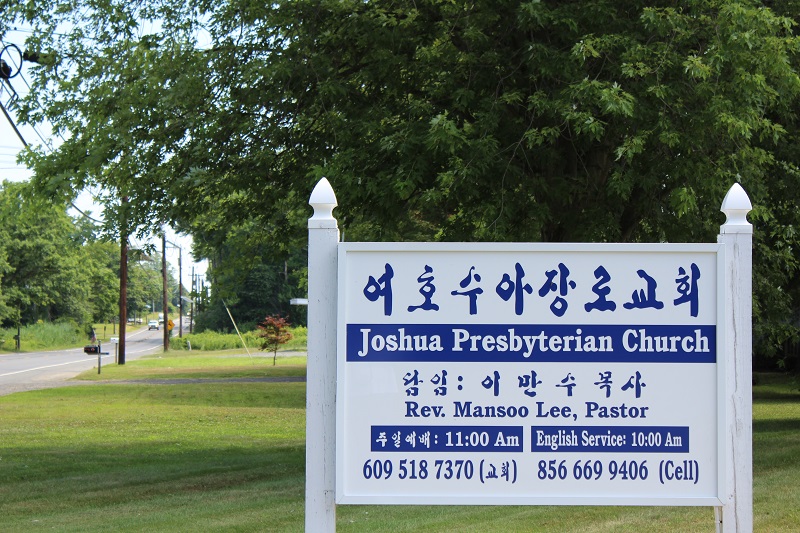 여호수아장로교회
Joshua Presbyterian Church
담임: 이 만 수 목사
Rev. Mansoo Lee, Pastor
주일예배: 11:00 Am English Service: 10:00 AM
609 518 7370 (교회) 856 669 9406 (Cell)